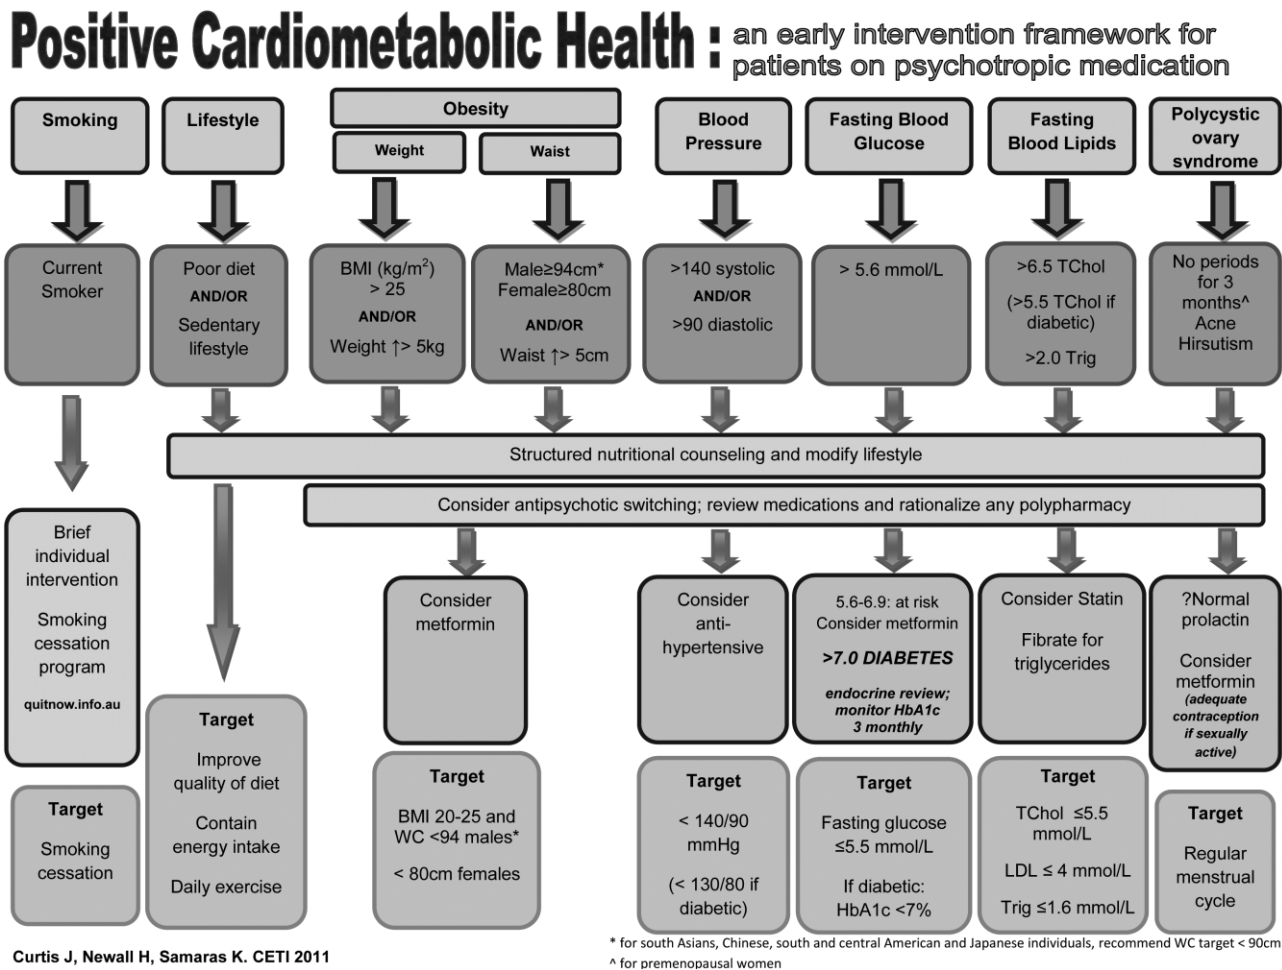 Positive Cardiometabolic Health :
an early intervention framework for
patients on psychotropic medication
Smoking
Lifestyle
Obesity
Weight
Waist
Blood
Pressure
Fasting Blood
Glucose
Fasting
Blood Lipids
Polycystic
ovary
syndrome
Current
Smoker
Poor diet
AND/OR
Sedentary
lifestyle
BMI (kg/m²)
> 25
AND/OR
Weight ↑> 5kg
Male≥94cm*
Female≥80cm
AND/OR
Waist ↑> 5cm
>140 systolic
AND/OR
>90 diastolic
> 5.6 mmol/L
>6.5 TChol
(>5.5 TChol if
diabetic)
>2.0 Trig
No periods
for 3
months^
Acne
Hirsutism
Structured nutritional counseling and modify lifestyle
Consider antipsychotic switching; review medications and rationalize any polypharmacy
Brief
individual
intervention
Smoking
cessation
program
quitnow.info.au
Target
Smoking
cessation
Target
Improve
quality of diet
Contain
energy intake
Daily exercise
Consider
metformin
Target
BMI 20-25 and
WC <94 males*
< 80cm females
Consider
anti-
hypertensive
Target
< 140/90
mmHg
(< 130/80 if
diabetic)
5.6-6.9: at risk
Consider metformin
>7.0 DIABETES
endocrine review;
monitor HbA1c
3 monthly
Target
Fasting glucose
≤5.5 mmol/L
If diabetic:
HbA1c <7%
Consider Statin
Fibrate for
triglycerides
Target
TChol ≤5.5
mmol/L
LDL ≤ 4 mmol/L
Trig ≤1.6 mmol/L
?Normal
prolactin
Consider
metformin
(adequate
contraception
if sexually
active)
Target
Regular
menstrual
cycle
Curtis J, Newall H, Samaras K. CETI 2011
* for south Asians, Chinese, south and central American and Japanese individuals, recommend WC target < 90cm
^ for premenopausal women